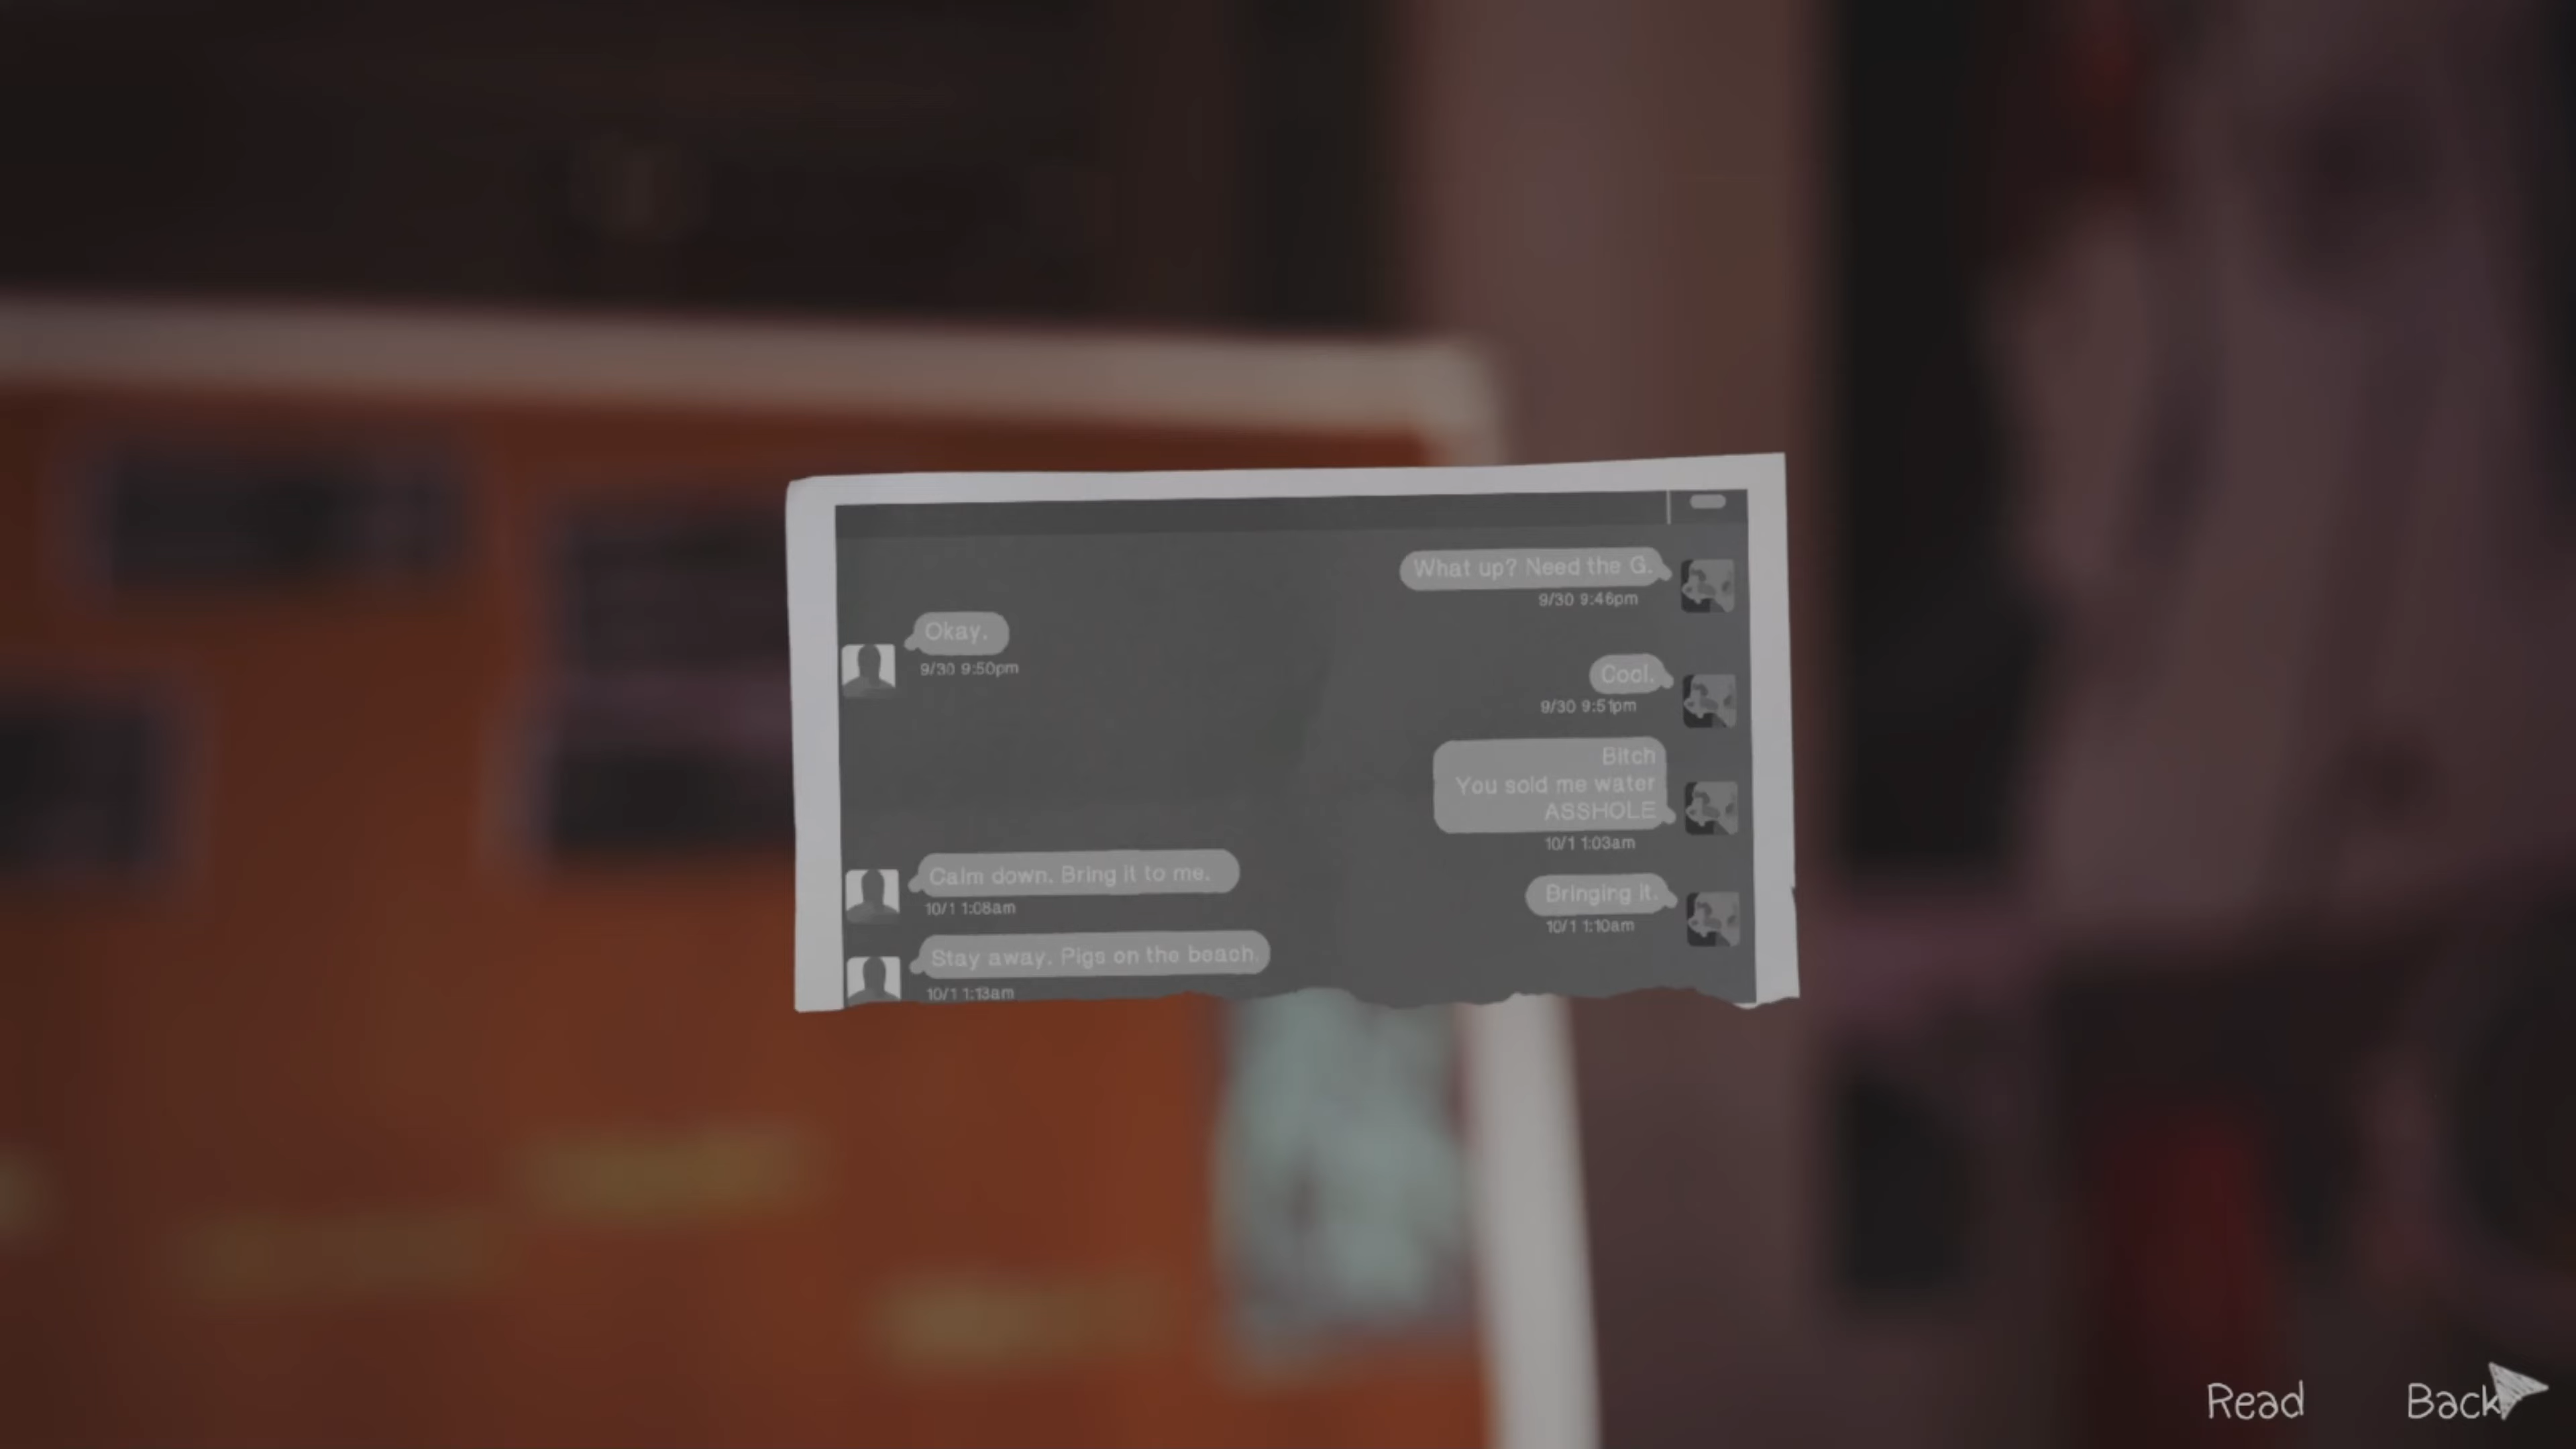 What up? Need the G.
9/30 9:46pm
Okay.
9/30 9:50pm
Cool.
9/30 9:51pm
Bitch
You sold me water
ASSHOLE
10/1 1:03am
Calm down. Bring it to me.
10/1 1:08am
Bringing it.
10/1 1:10am
Stay away. Pigs on the beach.
10/1 1:13am
Read
Back